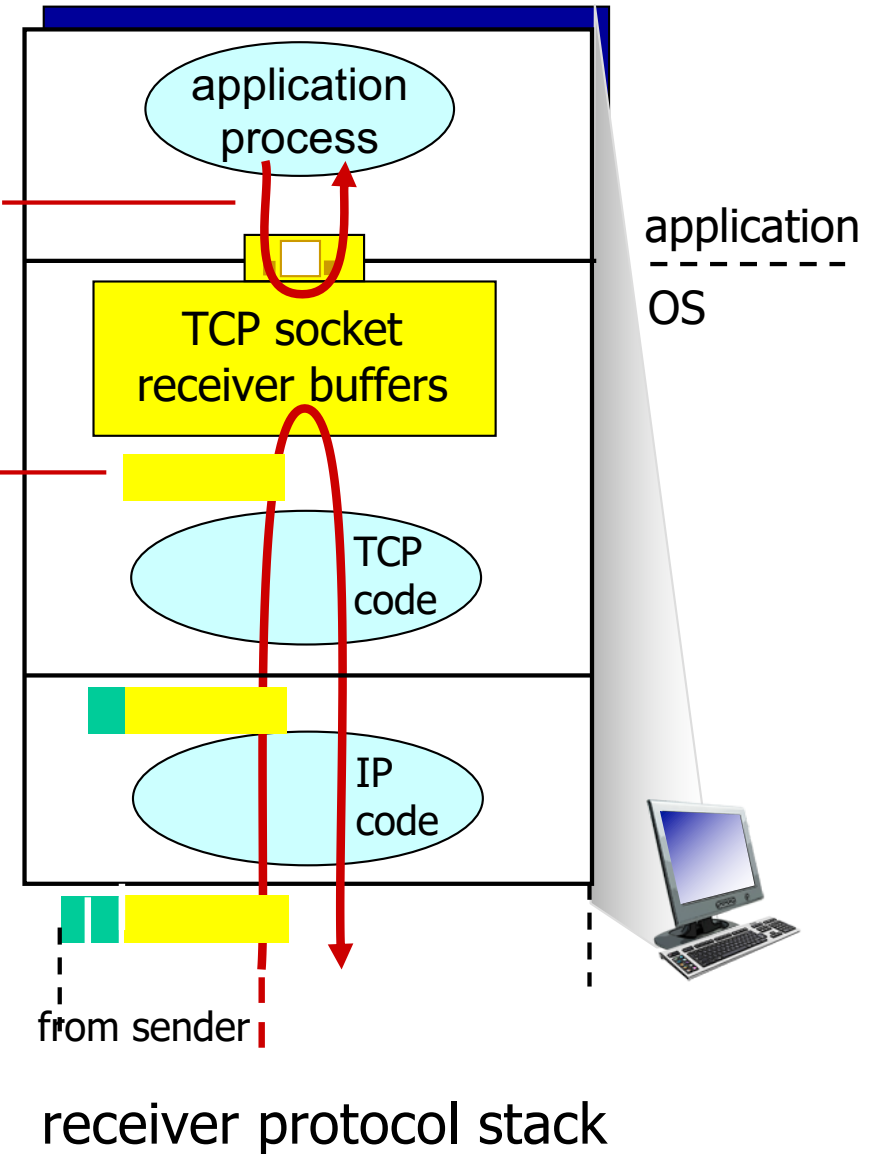 application
process
application
OS
TCP socket
receiver buffers
TCP
code
IP
code
from sender
receiver protocol stack